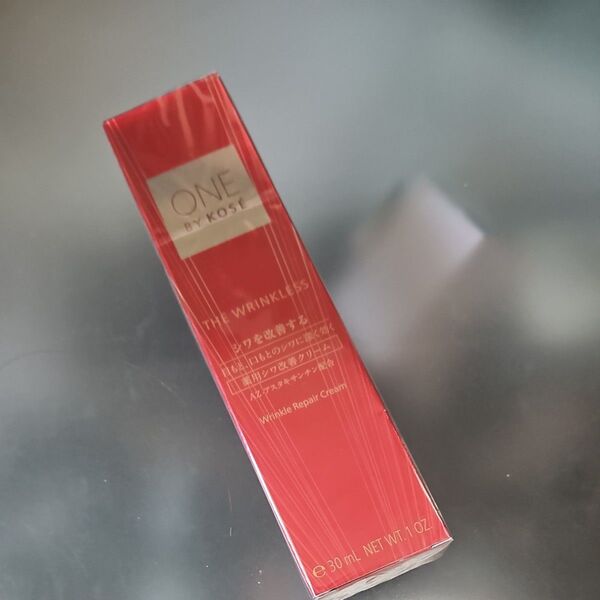 ONE
BY KOSÉ
THE WRINKLESS
シワを改善する
目もと、口もとのシワに深く効く
薬用シワ改善クリーム
AZ アスタキサンチン配合
Wrinkle Repair Cream
℮ 30 mL NET WT. 1 OZ